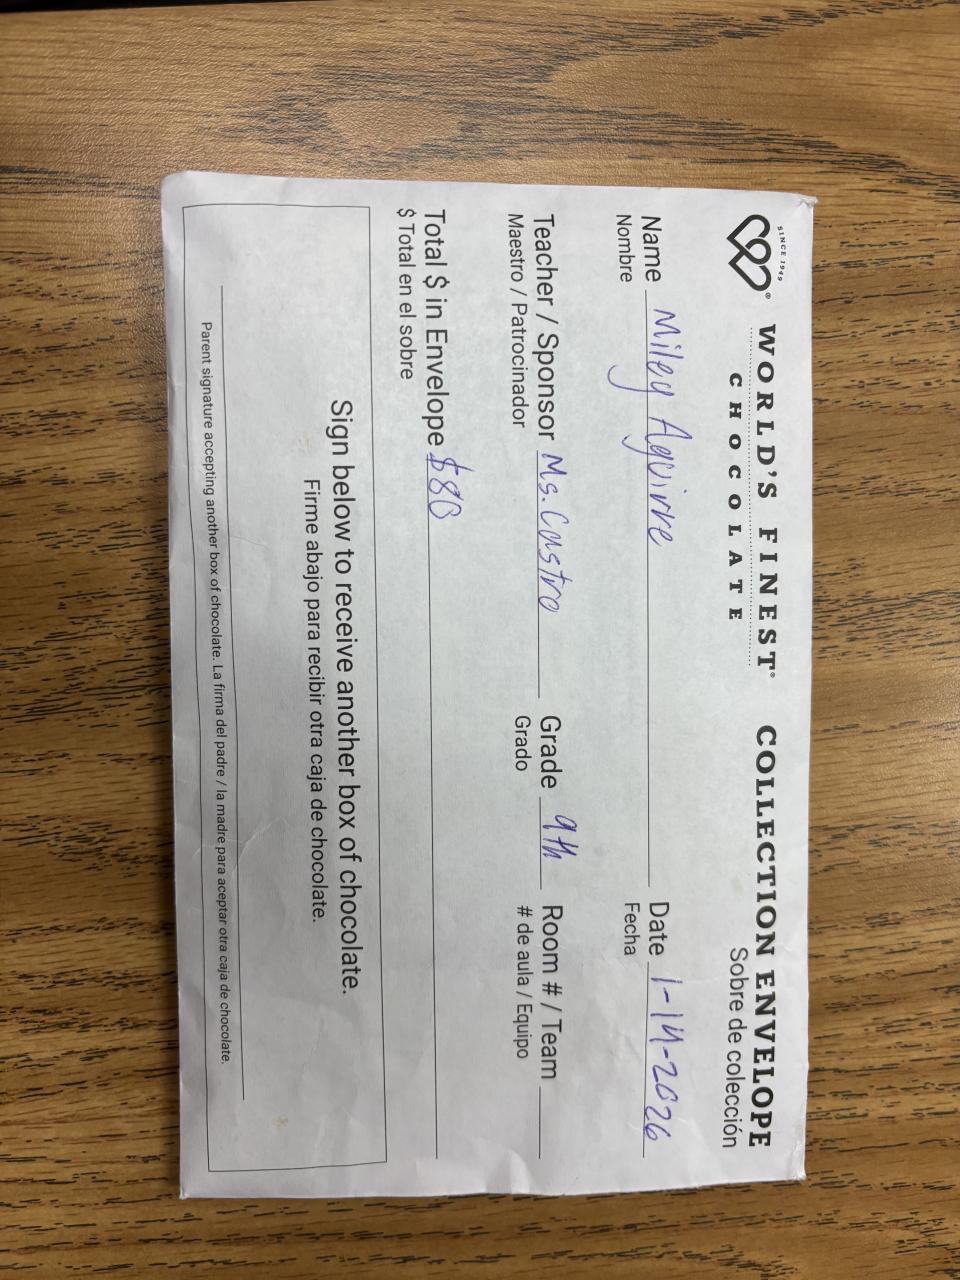 SINCE 1949
WORLD'S FINEST® COLLECTION ENVELOPE
CHOCOLATE Sobre de colección
Name Miley Aguirre Date 1-14-2026
Nombre Fecha
Teacher / Sponsor Ms. Castro Grade 9th Room # / Team
Maestro / Patrocinador Grado # de aula / Equipo
Total $ in Envelope $80
$ Total en el sobre
Sign below to receive another box of chocolate.
Firme abajo para recibir otra caja de chocolate.
Parent signature accepting another box of chocolate. La firma del padre / la madre para aceptar otra caja de chocolate.